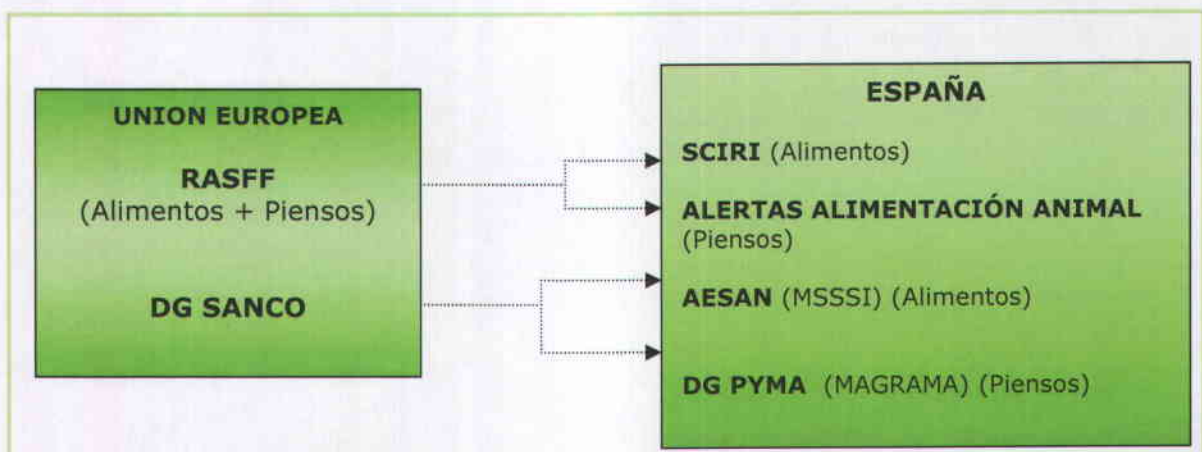 UNION EUROPEA
RASFF
(Alimentos + Piensos)
DG SANCO
ESPAÑA
SCIRI (Alimentos)
ALERTAS ALIMENTACIÓN ANIMAL
(Piensos)
AESAN (MSSSI) (Alimentos)
DG PYMA (MAGRAMA) (Piensos)